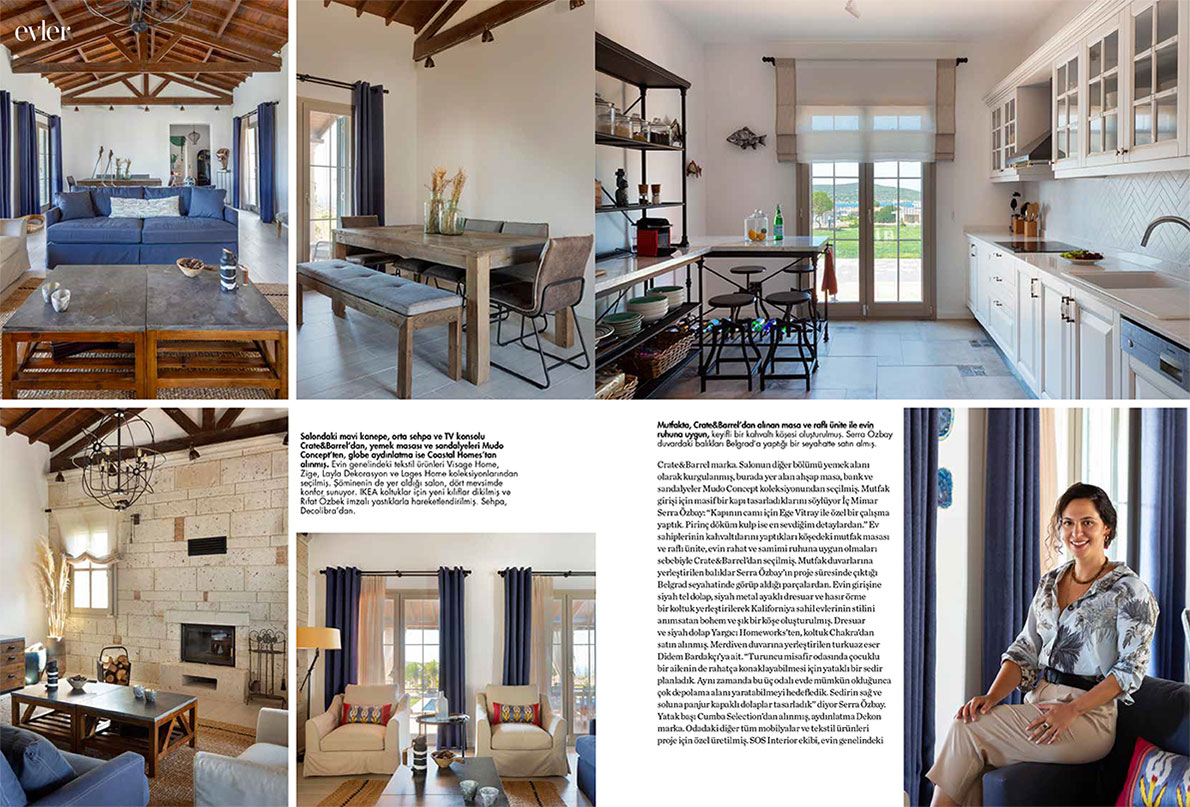 evler
Salondaki mavi kanepe, orta sehpa ve TV konsolu
Crate&Barrel'dan, yemek masası ve sandalyeleri Mudo
Concept'ten, globe aydınlatma ise Coastal Homes'tan
alınmış. Evin genelindeki tekstil ürünleri Visage Home,
Zige, Layla Dekorasyon ve Lages Home koleksiyonlarından
seçilmiş. Şöminenin de yer aldığı salon, dört mevsimde
konfor sunuyor. IKEA koltuklar için yeni kılıflar dikilmiş ve
Rıfat Özbek imzalı yastıklarla hareketlendirilmiş. Sehpa,
Decolibra'dan.
Mutfakta, Crate&Barrel'dan alınan masa ve raflı ünite ile evin
ruhuna uygun, keyifli bir kahvaltı köşesi oluşturulmuş. Serra Özbay
duvardaki balıkları Belgrad'a yaptığı bir seyahatte satın almış.
Crate&Barrel marka. Salonun diğer bölümü yemek alanı
olarak kurgulanmış, burada yer alan ahşap masa, bank ve
sandalyeler Mudo Concept koleksiyonundan seçilmiş. Mutfak
girişi için masif bir kapı tasarladıklarını söylüyor İç Mimar
Serra Özbay: “Kapının camı için Ege Vitray ile özel bir çalışma
yaptık. Pirinç döküm kulp ise en sevdiğim detaylardan.” Ev
sahiplerinin kahvaltılarını yaptıkları köşedeki mutfak masası
ve raflı ünite, evin rahat ve samimi ruhuna uygun olmaları
sebebiyle Crate&Barrel'dan seçilmiş. Mutfak duvarlarına
yerleştirilen balıklar Serra Özbay'ın proje süresinde çıktığı
Belgrad seyahatinde görüp aldığı parçalardan. Evin girişine
siyah tel dolap, siyah metal ayaklı dresuar ve hasır örme
bir koltuk yerleştirilerek Kaliforniya sahil evlerinin stilini
anımsatan bohem ve şık bir köşe oluşturulmuş. Dresuar
ve siyah dolap Yargıcı Homeworks'ten, koltuk Chakra'dan
satın alınmış. Merdiven duvarına yerleştirilen turkuaz eser
Didem Bardakçı'ya ait. “Turuncu misafir odasında çocuklu
bir ailenin de rahatça konaklayabilmesi için yataklı bir sedir
planladık. Aynı zamanda bu üç odalı evde mümkün olduğunca
çok depolama alanı yaratabilmeyi hedefledik. Sedirin sağ ve
soluna panjur kapaklı dolaplar tasarladık” diyor Serra Özbay.
Yatak başı Cumba Selection'dan alınmış, aydınlatma Dekon
marka. Odadaki diğer tüm mobilyalar ve tekstil ürünleri
proje için özel üretilmiş. SOS Interior ekibi, evin genelindeki